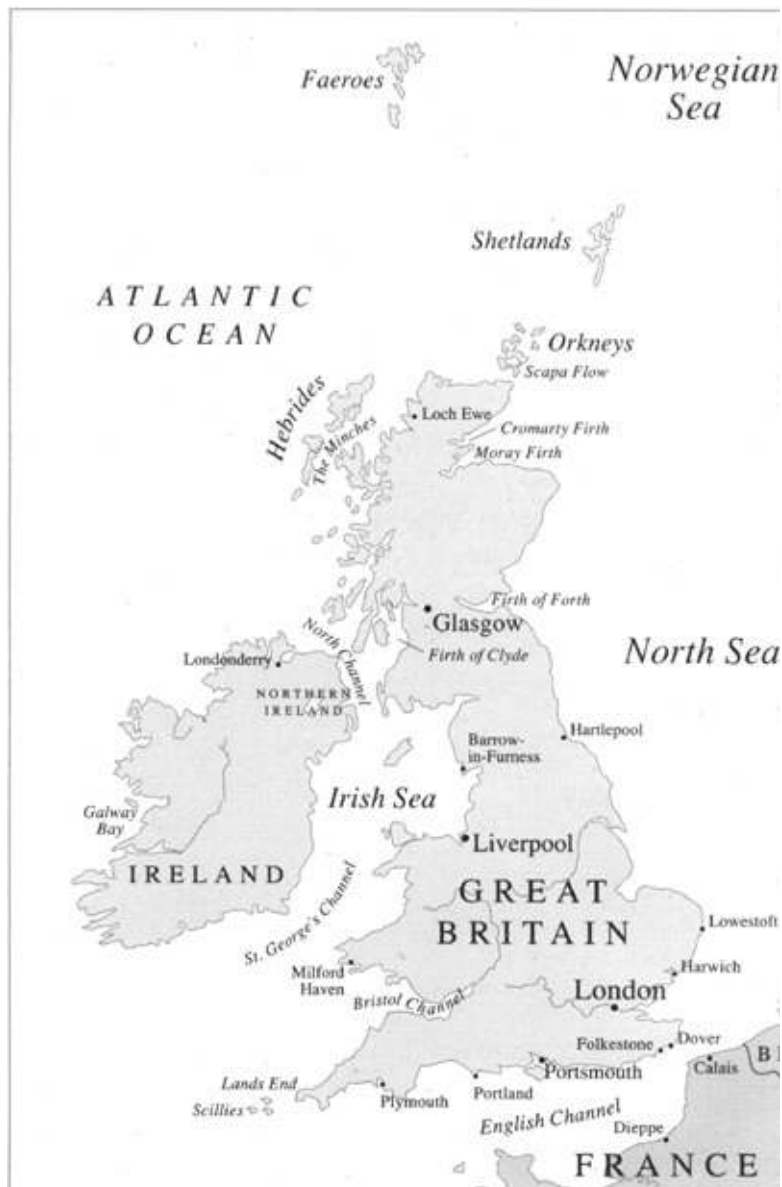 Faeroes
Norwegian
Sea
Shetlands
ATLANTIC
OCEAN
Orkneys
Scapa Flow
Hebrides
The Minches
Loch Ewe
Cromarty Firth
Moray Firth
Firth of Forth
Glasgow
Firth of Clyde
North Channel
Londonderry
NORTHERN
IRELAND
North Sea
Hartlepool
Barrow-
in-Furness
Irish Sea
Galway
Bay
Liverpool
IRELAND
GREAT
BRITAIN
St. George's Channel
Lowestoft
Harwich
Milford
Haven
Bristol Channel
London
Folkestone
Dover
Calais
Portsmouth
Lands End
Scillies
Plymouth
Portland
English Channel
Dieppe
FRANCE